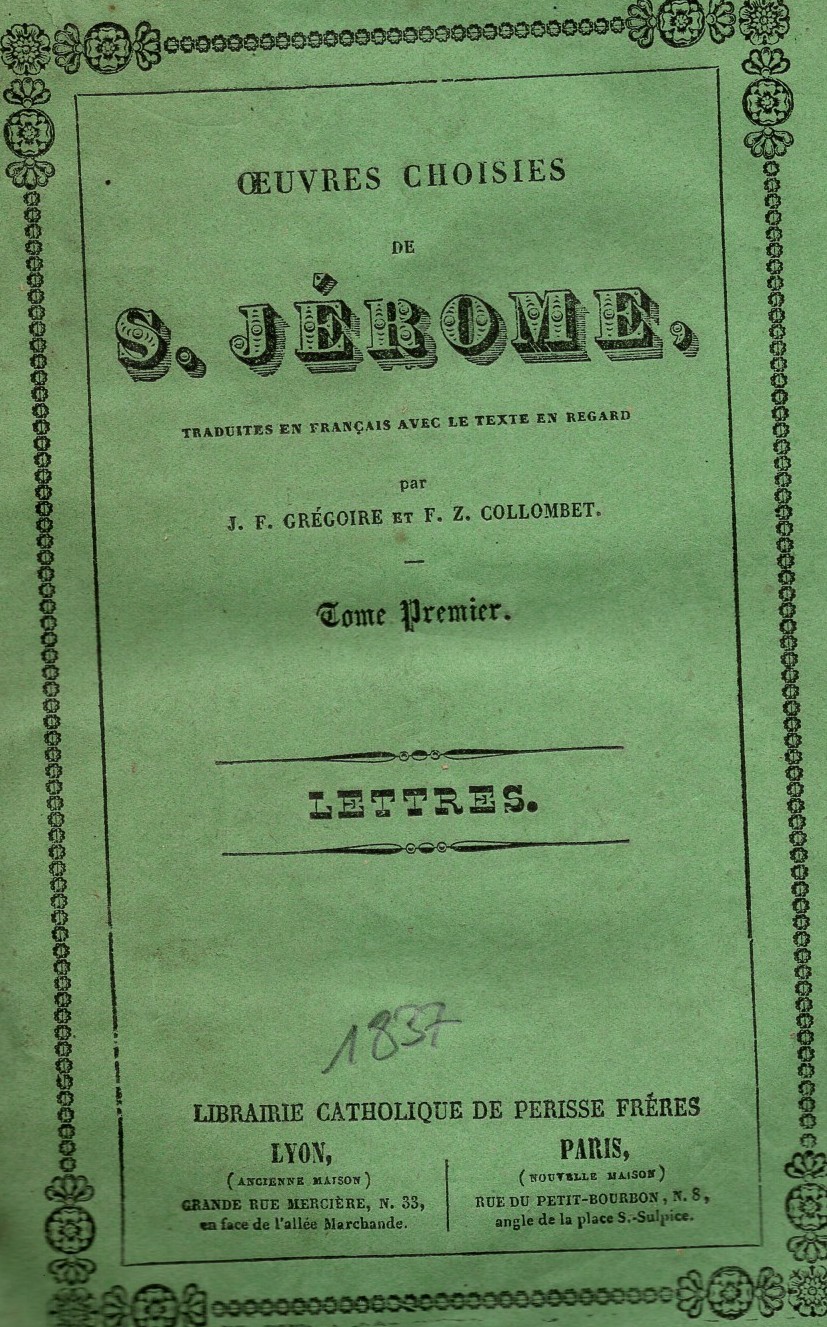 ŒUVRES CHOISIES
DE
S. JÉROME,
TRADUITES EN FRANÇAIS AVEC LE TEXTE EN REGARD
par
J. F. GRÉGOIRE ET F. Z. COLLOMBET.
Tome Premier.
LETTRES.
1837
LIBRAIRIE CATHOLIQUE DE PERISSE FRÈRES
LYON,
(ANCIENNE MAISON)
GRANDE RUE MERCIÈRE, N. 33,
en face de l'allée Marchande.
PARIS,
(NOUVELLE MAISON)
RUE DU PETIT-BOURBON, N. 8,
angle de la place S.-Sulpice.